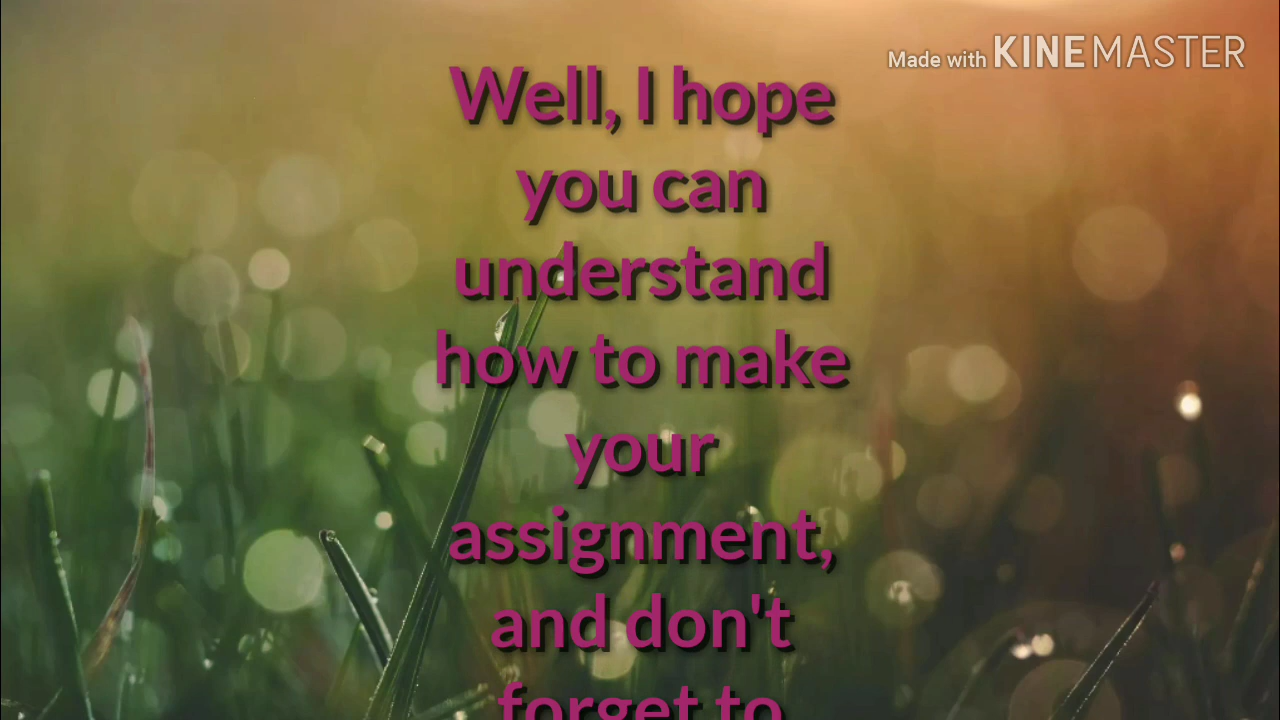 Made with KINEMASTER
Well, I hope
you can
understand
how to make
your
assignment,
and don't
forget to